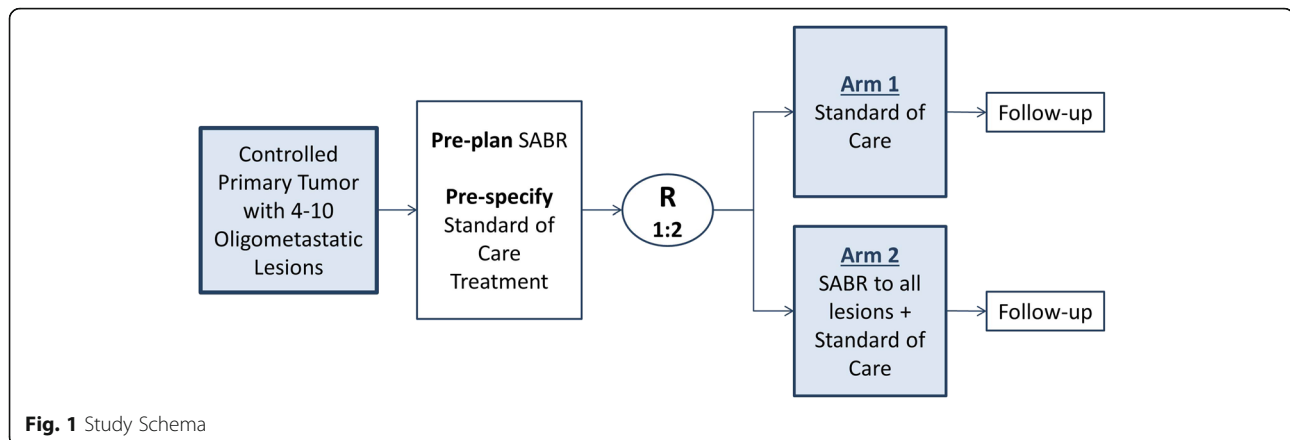 Controlled
Primary Tumor
with 4-10
Oligometastatic
Lesions
Pre-plan SABR
Pre-specify
Standard of
Care
Treatment
R
1:2
Arm 1
Standard of
Care
Follow-up
Arm 2
SABR to all
lesions +
Standard of
Care
Follow-up
Fig. 1 Study Schema